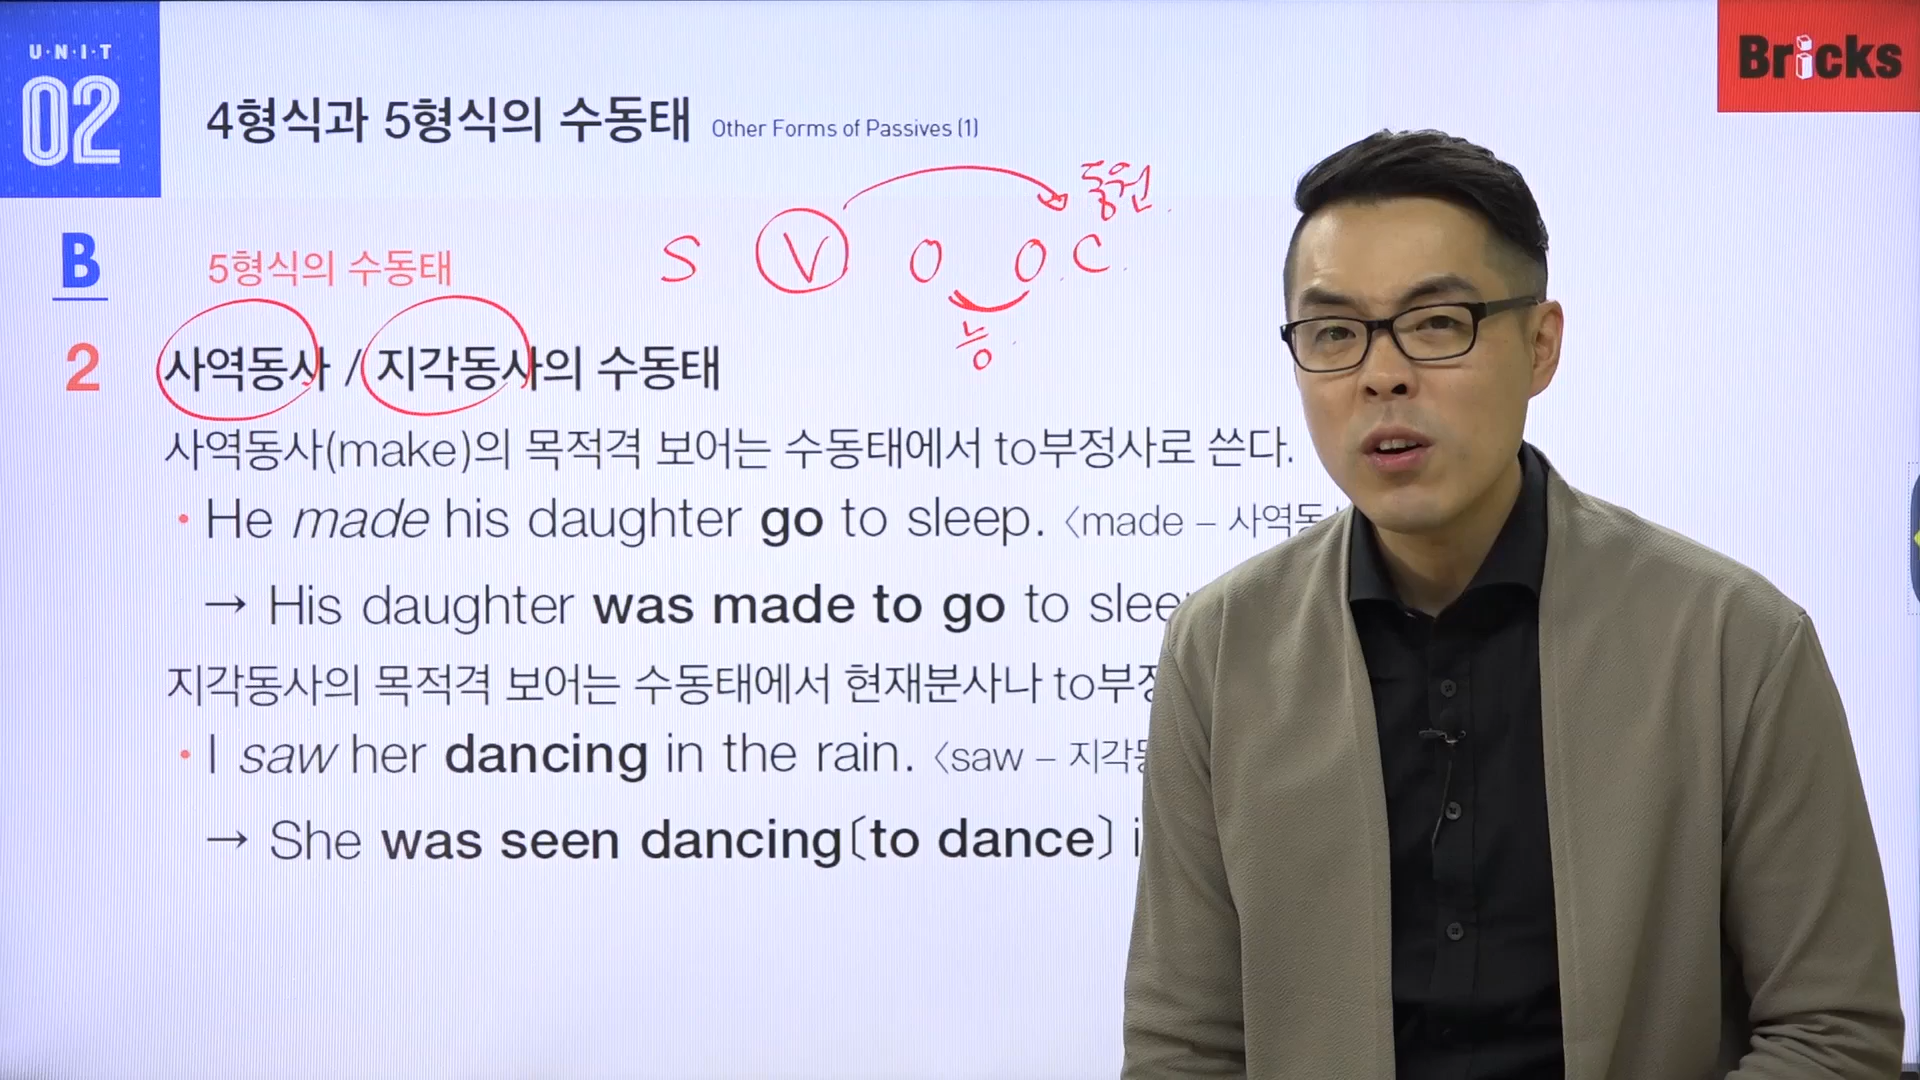 U·N·I·T
02
Bricks
4형식과 5형식의 수동태 Other Forms of Passives (1)
동원.
B 5형식의 수동태
S V O O.C.
능.
2 사역동사 / 지각동사의 수동태
사역동사(make)의 목적격 보어는 수동태에서 to부정사로 쓴다.
• He made his daughter go to sleep. 〈made – 사역동
→ His daughter was made to go to slee
지각동사의 목적격 보어는 수동태에서 현재분사나 to부
• I saw her dancing in the rain. 〈saw – 지각
→ She was seen dancing〔to dance〕 i